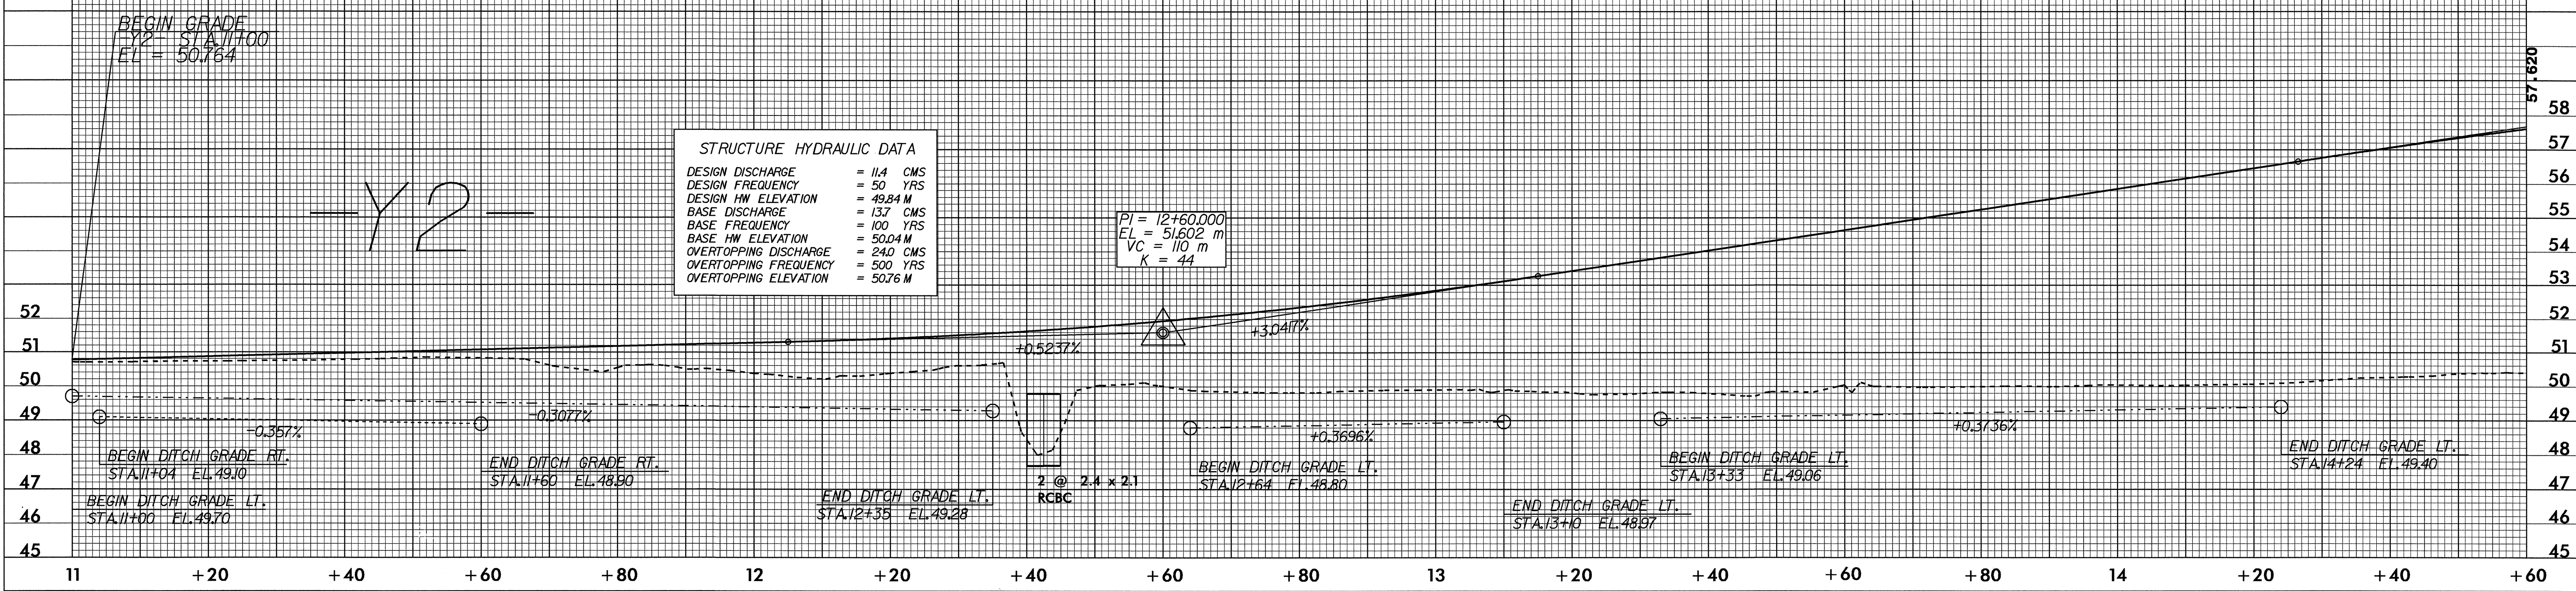 BEGIN GRADE
-Y2- STA.11+00
EL = 50.764
57.620
-Y2-
STRUCTURE HYDRAULIC DATA
DESIGN DISCHARGE = 11.4 CMS
DESIGN FREQUENCY = 50 YRS
DESIGN HW ELEVATION = 49.84 M
BASE DISCHARGE = 13.7 CMS
BASE FREQUENCY = 100 YRS
BASE HW ELEVATION = 50.04 M
OVERTOPPING DISCHARGE = 24.0 CMS
OVERTOPPING FREQUENCY = 500 YRS
OVERTOPPING ELEVATION = 50.76 M
PI = 12+60.000
EL = 51.602 m
VC = 110 m
K = 44
+0.5237%
+3.0417%
-0.3077%
-0.357%
+0.3696%
+0.3736%
BEGIN DITCH GRADE RT.
STA.11+04 EL.49.10
BEGIN DITCH GRADE LT.
STA.11+00 EL.49.70
END DITCH GRADE RT.
STA.11+60 EL.48.90
END DITCH GRADE LT.
STA.12+35 EL.49.28
2 @ 2.4 x 2.1
RCBC
BEGIN DITCH GRADE LT.
STA.12+64 EL.48.80
END DITCH GRADE LT.
STA.13+10 EL.48.97
BEGIN DITCH GRADE LT.
STA.13+33 EL.49.06
END DITCH GRADE LT.
STA.14+24 EL.49.40
52
51
50
49
48
47
46
45
58
57
56
55
54
53
52
51
50
49
48
47
46
45
11 +20 +40 +60 +80 12 +20 +40 +60 +80 13 +20 +40 +60 +80 14 +20 +40 +60